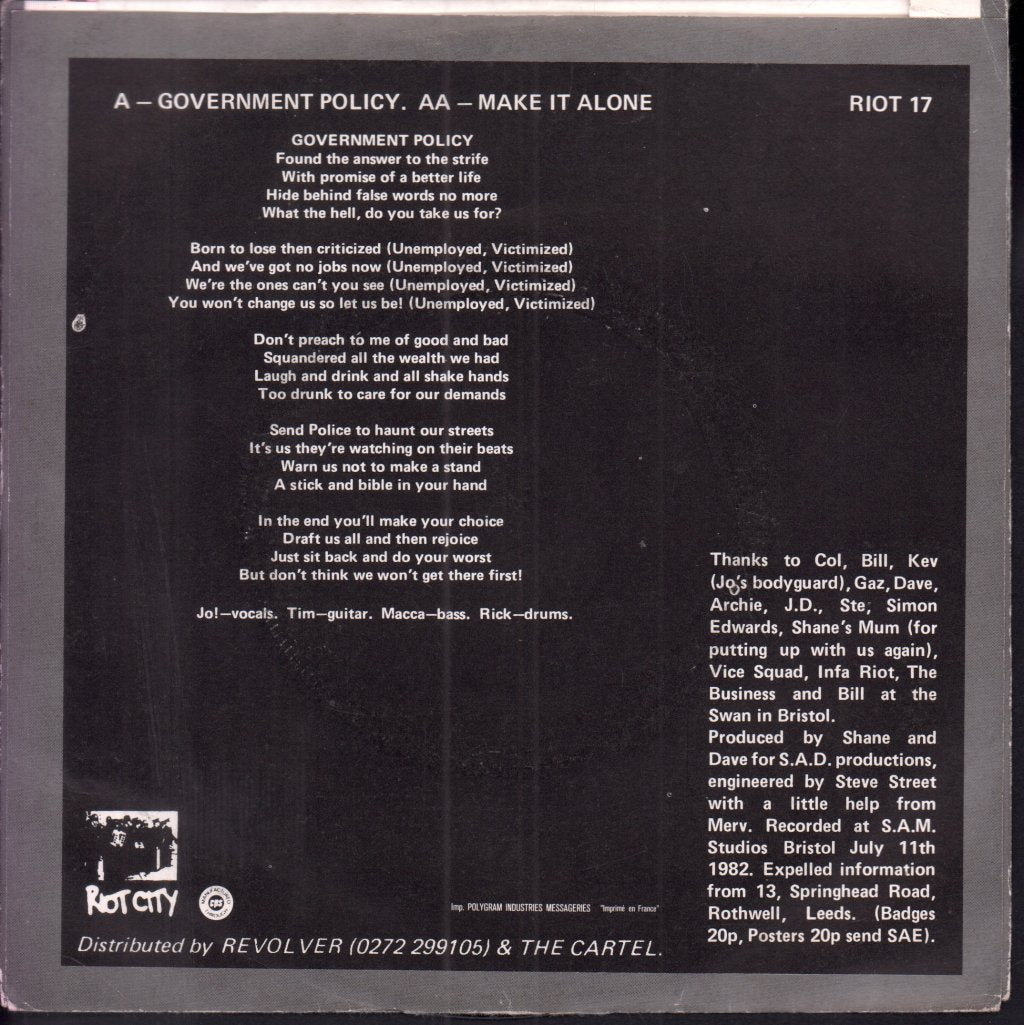 A – GOVERNMENT POLICY. AA – MAKE IT ALONE
RIOT 17
GOVERNMENT POLICY
Found the answer to the strife
With promise of a better life
Hide behind false words no more
What the hell, do you take us for?
Born to lose then criticized (Unemployed, Victimized)
And we've got no jobs now (Unemployed, Victimized)
We're the ones can't you see (Unemployed, Victimized)
You won't change us so let us be! (Unemployed, Victimized)
Don't preach to me of good and bad
Squandered all the wealth we had
Laugh and drink and all shake hands
Too drunk to care for our demands
Send Police to haunt our streets
It's us they're watching on their beats
Warn us not to make a stand
A stick and bible in your hand
In the end you'll make your choice
Draft us all and then rejoice
Just sit back and do your worst
But don't think we won't get there first!
Jo!—vocals. Tim—guitar. Macca—bass. Rick—drums.
Thanks to Col, Bill, Kev
(Jo's bodyguard), Gaz, Dave,
Archie, J.D., Ste, Simon
Edwards, Shane's Mum (for
putting up with us again),
Vice Squad, Infa Riot, The
Business and Bill at the
Swan in Bristol.
Produced by Shane and
Dave for S.A.D. productions,
engineered by Steve Street
with a little help from
Merv. Recorded at S.A.M.
Studios Bristol July 11th
1982. Expelled information
from 13, Springhead Road,
Rothwell, Leeds. (Badges
20p, Posters 20p send SAE).
RIOT CITY
MANUFACTURED
cps
THROUGH
Imp. POLYGRAM INDUSTRIES MESSAGERIES "Imprimé en France"
Distributed by REVOLVER (0272 299105) & THE CARTEL.